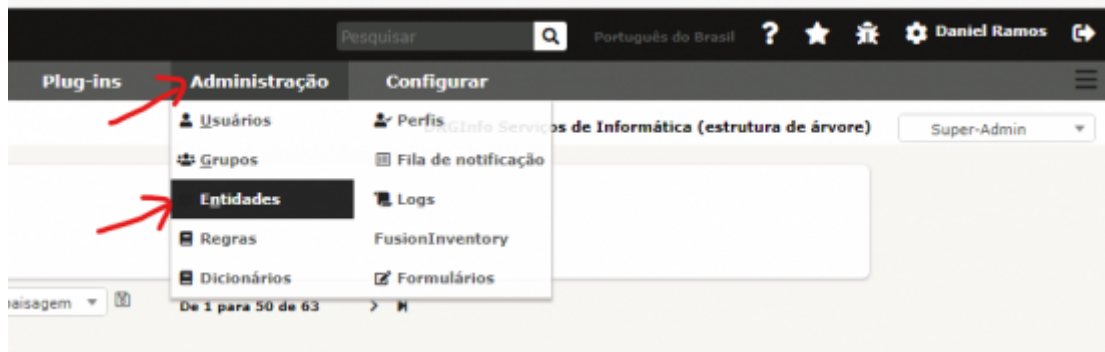 Pesquisar Português do Brasil ? Daniel Ramos
Plug-ins Administração Configurar
Usuários Perfis Serviços de Informática (estrutura de árvore) Super-Admin
Grupos Fila de notificação
Entidades Logs
Regras FusionInventory
Dicionários Formulários
De 1 para 50 de 63